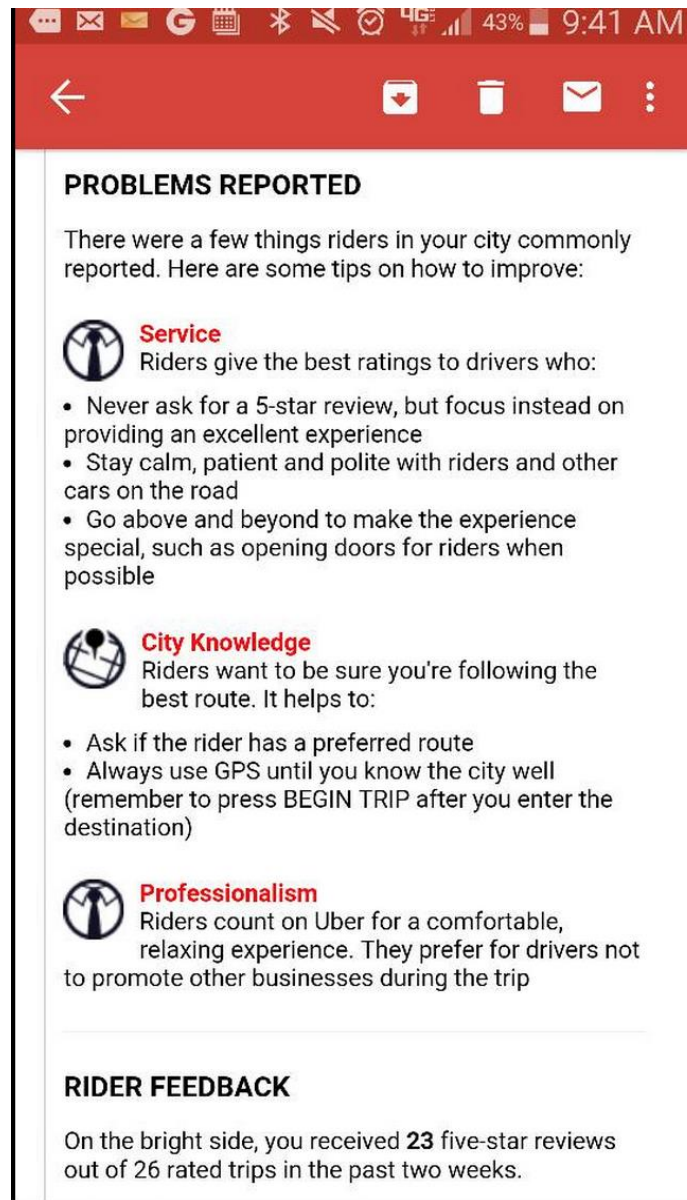 4G 43% 9:41 AM
PROBLEMS REPORTED
There were a few things riders in your city commonly
reported. Here are some tips on how to improve:
Service
Riders give the best ratings to drivers who:
• Never ask for a 5-star review, but focus instead on
providing an excellent experience
• Stay calm, patient and polite with riders and other
cars on the road
• Go above and beyond to make the experience
special, such as opening doors for riders when
possible
City Knowledge
Riders want to be sure you're following the
best route. It helps to:
• Ask if the rider has a preferred route
• Always use GPS until you know the city well
(remember to press BEGIN TRIP after you enter the
destination)
Professionalism
Riders count on Uber for a comfortable,
relaxing experience. They prefer for drivers not
to promote other businesses during the trip
RIDER FEEDBACK
On the bright side, you received 23 five-star reviews
out of 26 rated trips in the past two weeks.